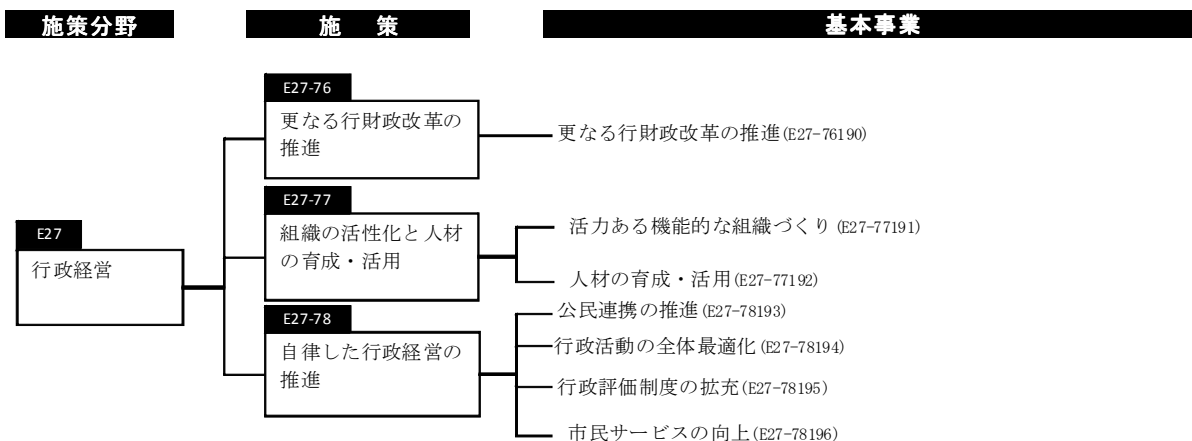 施策分野
施 策
基本事業
E27-76
更なる行財政改革の
推進
更なる行財政改革の推進(E27-76190)
E27-77
組織の活性化と人材
の育成・活用
活力ある機能的な組織づくり(E27-77191)
人材の育成・活用(E27-77192)
E27
行政経営
E27-78
自律した行政経営の
推進
公民連携の推進(E27-78193)
行政活動の全体最適化(E27-78194)
行政評価制度の拡充(E27-78195)
市民サービスの向上(E27-78196)